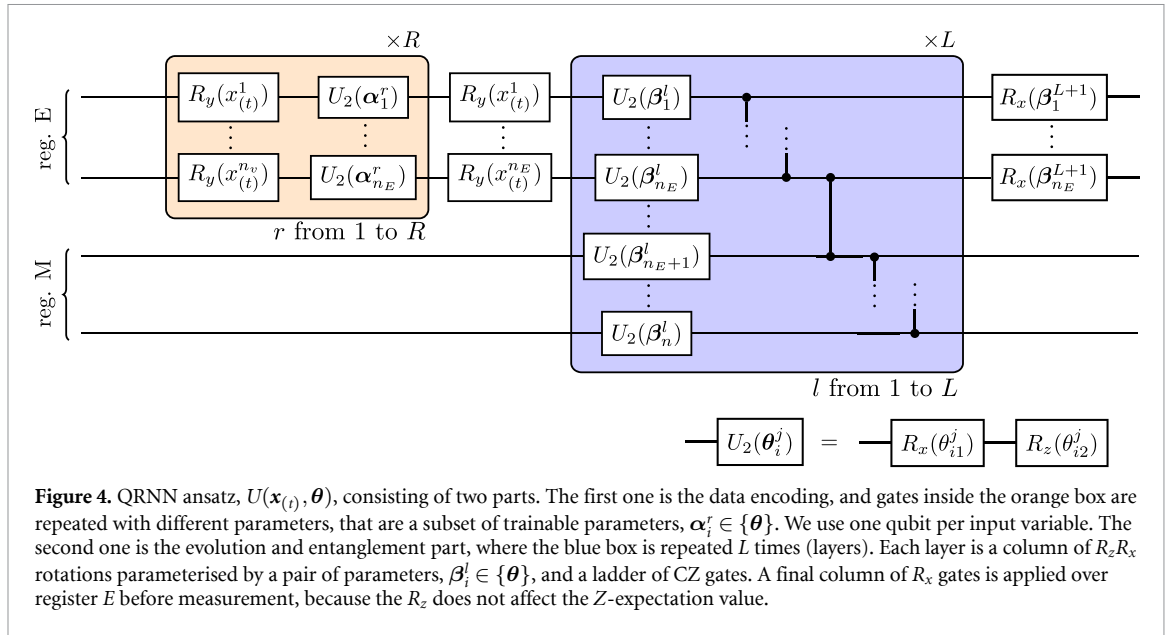 ×R ×L
reg. E
R_y(x^1_(t)) U_2(α^r_1) R_y(x^1_(t)) U_2(β^l_1) R_x(β^{L+1}_1)
R_y(x^{n_v}_(t)) U_2(α^r_{n_E}) R_y(x^{n_E}_(t)) U_2(β^l_{n_E}) R_x(β^{L+1}_{n_E})
r from 1 to R
reg. M
U_2(β^l_{n_E+1})
U_2(β^l_n)
l from 1 to L
U_2(θ^j_i) = R_x(θ^j_{i1}) R_z(θ^j_{i2})
Figure 4. QRNN ansatz, U(x_(t), θ), consisting of two parts. The first one is the data encoding, and gates inside the orange box are
repeated with different parameters, that are a subset of trainable parameters, α^r_i ∈ {θ}. We use one qubit per input variable. The
second one is the evolution and entanglement part, where the blue box is repeated L times (layers). Each layer is a column of R_zR_x
rotations parameterised by a pair of parameters, β^l_i ∈ {θ}, and a ladder of CZ gates. A final column of R_x gates is applied over
register E before measurement, because the R_z does not affect the Z-expectation value.